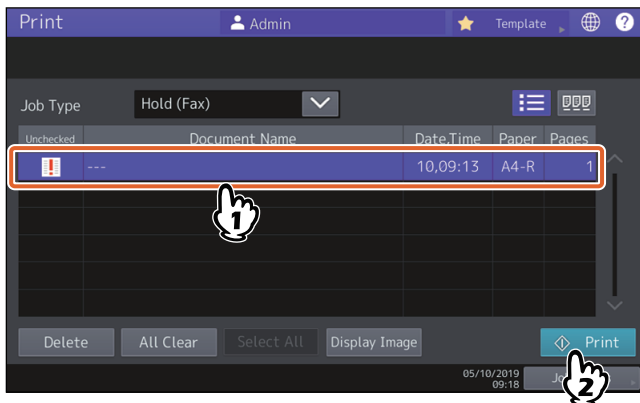 Print Admin Template ?
Job Type Hold (Fax)
Unchecked Document Name Date,Time Paper Pages
! --- 10,09:13 A4-R 1
1
Delete All Clear Select All Display Image Print
05/10/2019
09:18
2